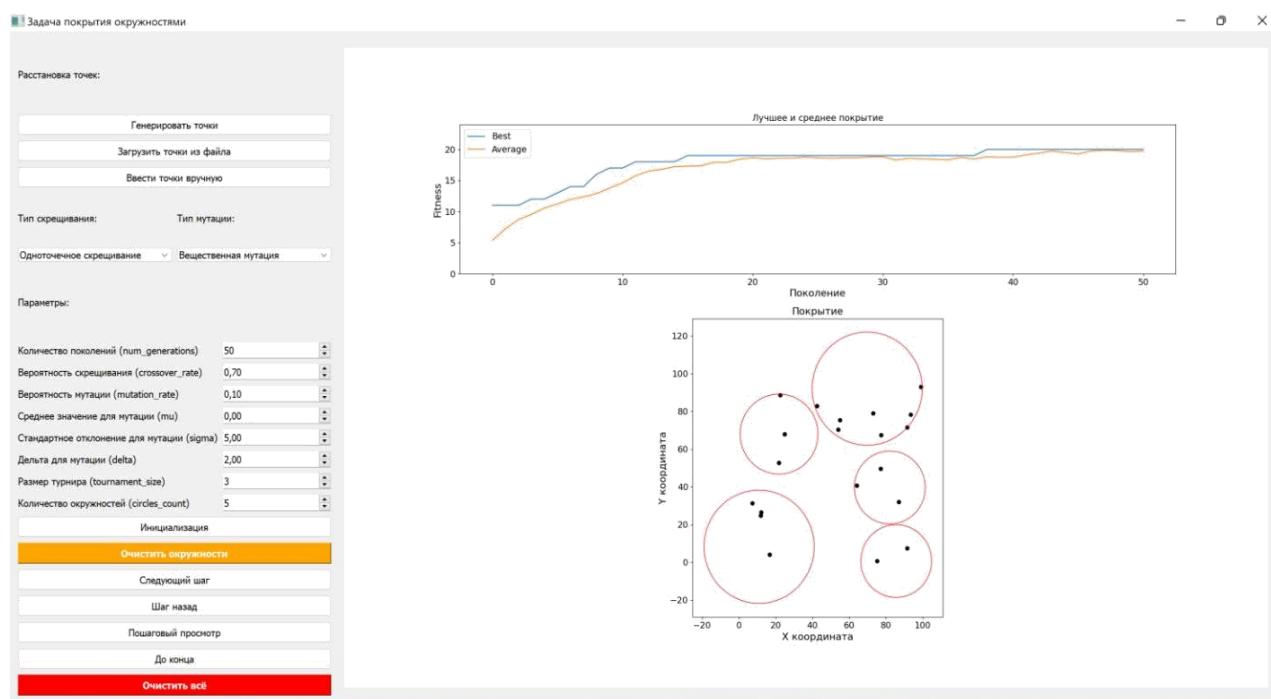 Задача покрытия окружностями
Расстановка точек:
Генерировать точки
Загрузить точки из файла
Ввести точки вручную
Тип скрещивания: Тип мутации:
Одноточечное скрещивание Вещественная мутация
Параметры:
Количество поколений (num_generations) 50
Вероятность скрещивания (crossover_rate) 0,70
Вероятность мутации (mutation_rate) 0,10
Среднее значение для мутации (mu) 0,00
Стандартное отклонение для мутации (sigma) 5,00
Дельта для мутации (delta) 2,00
Размер турнира (tournament_size) 3
Количество окружностей (circles_count) 5
Инициализация
Очистить окружности
Следующий шаг
Шаг назад
Пошаговый просмотр
До конца
Очистить всё
Лучшее и среднее покрытие
Best
Average
Fitness
20
15
10
5
0
0 10 20 30 40 50
Поколение
Покрытие
Y координата
120
100
80
60
40
20
0
−20
−20 0 20 40 60 80 100
X координата